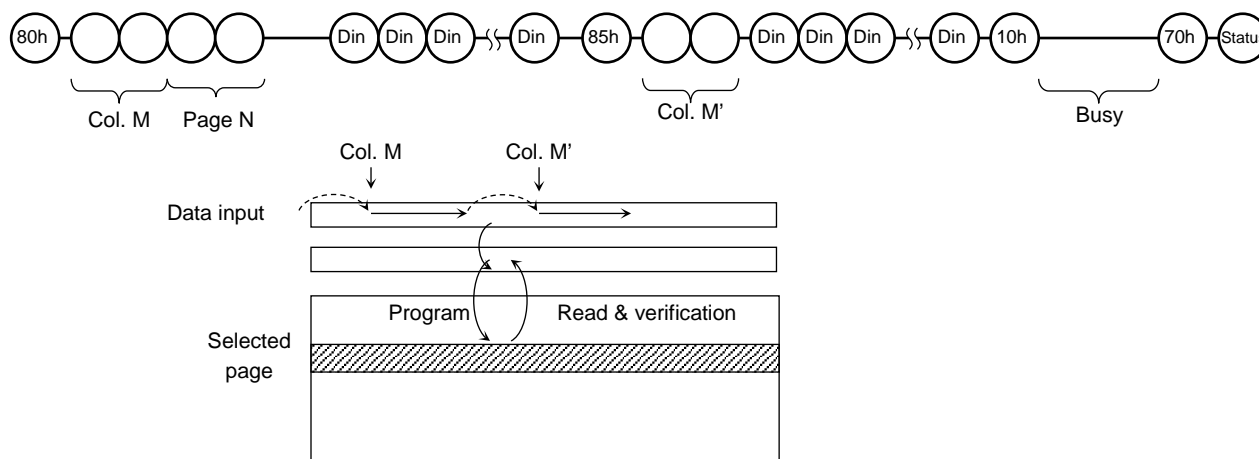 80h Din Din Din Din 85h Din Din Din Din 10h 70h Statu
Col. M Page N Col. M’ Busy
Col. M Col. M’
Data input
Program Read & verification
Selected
page